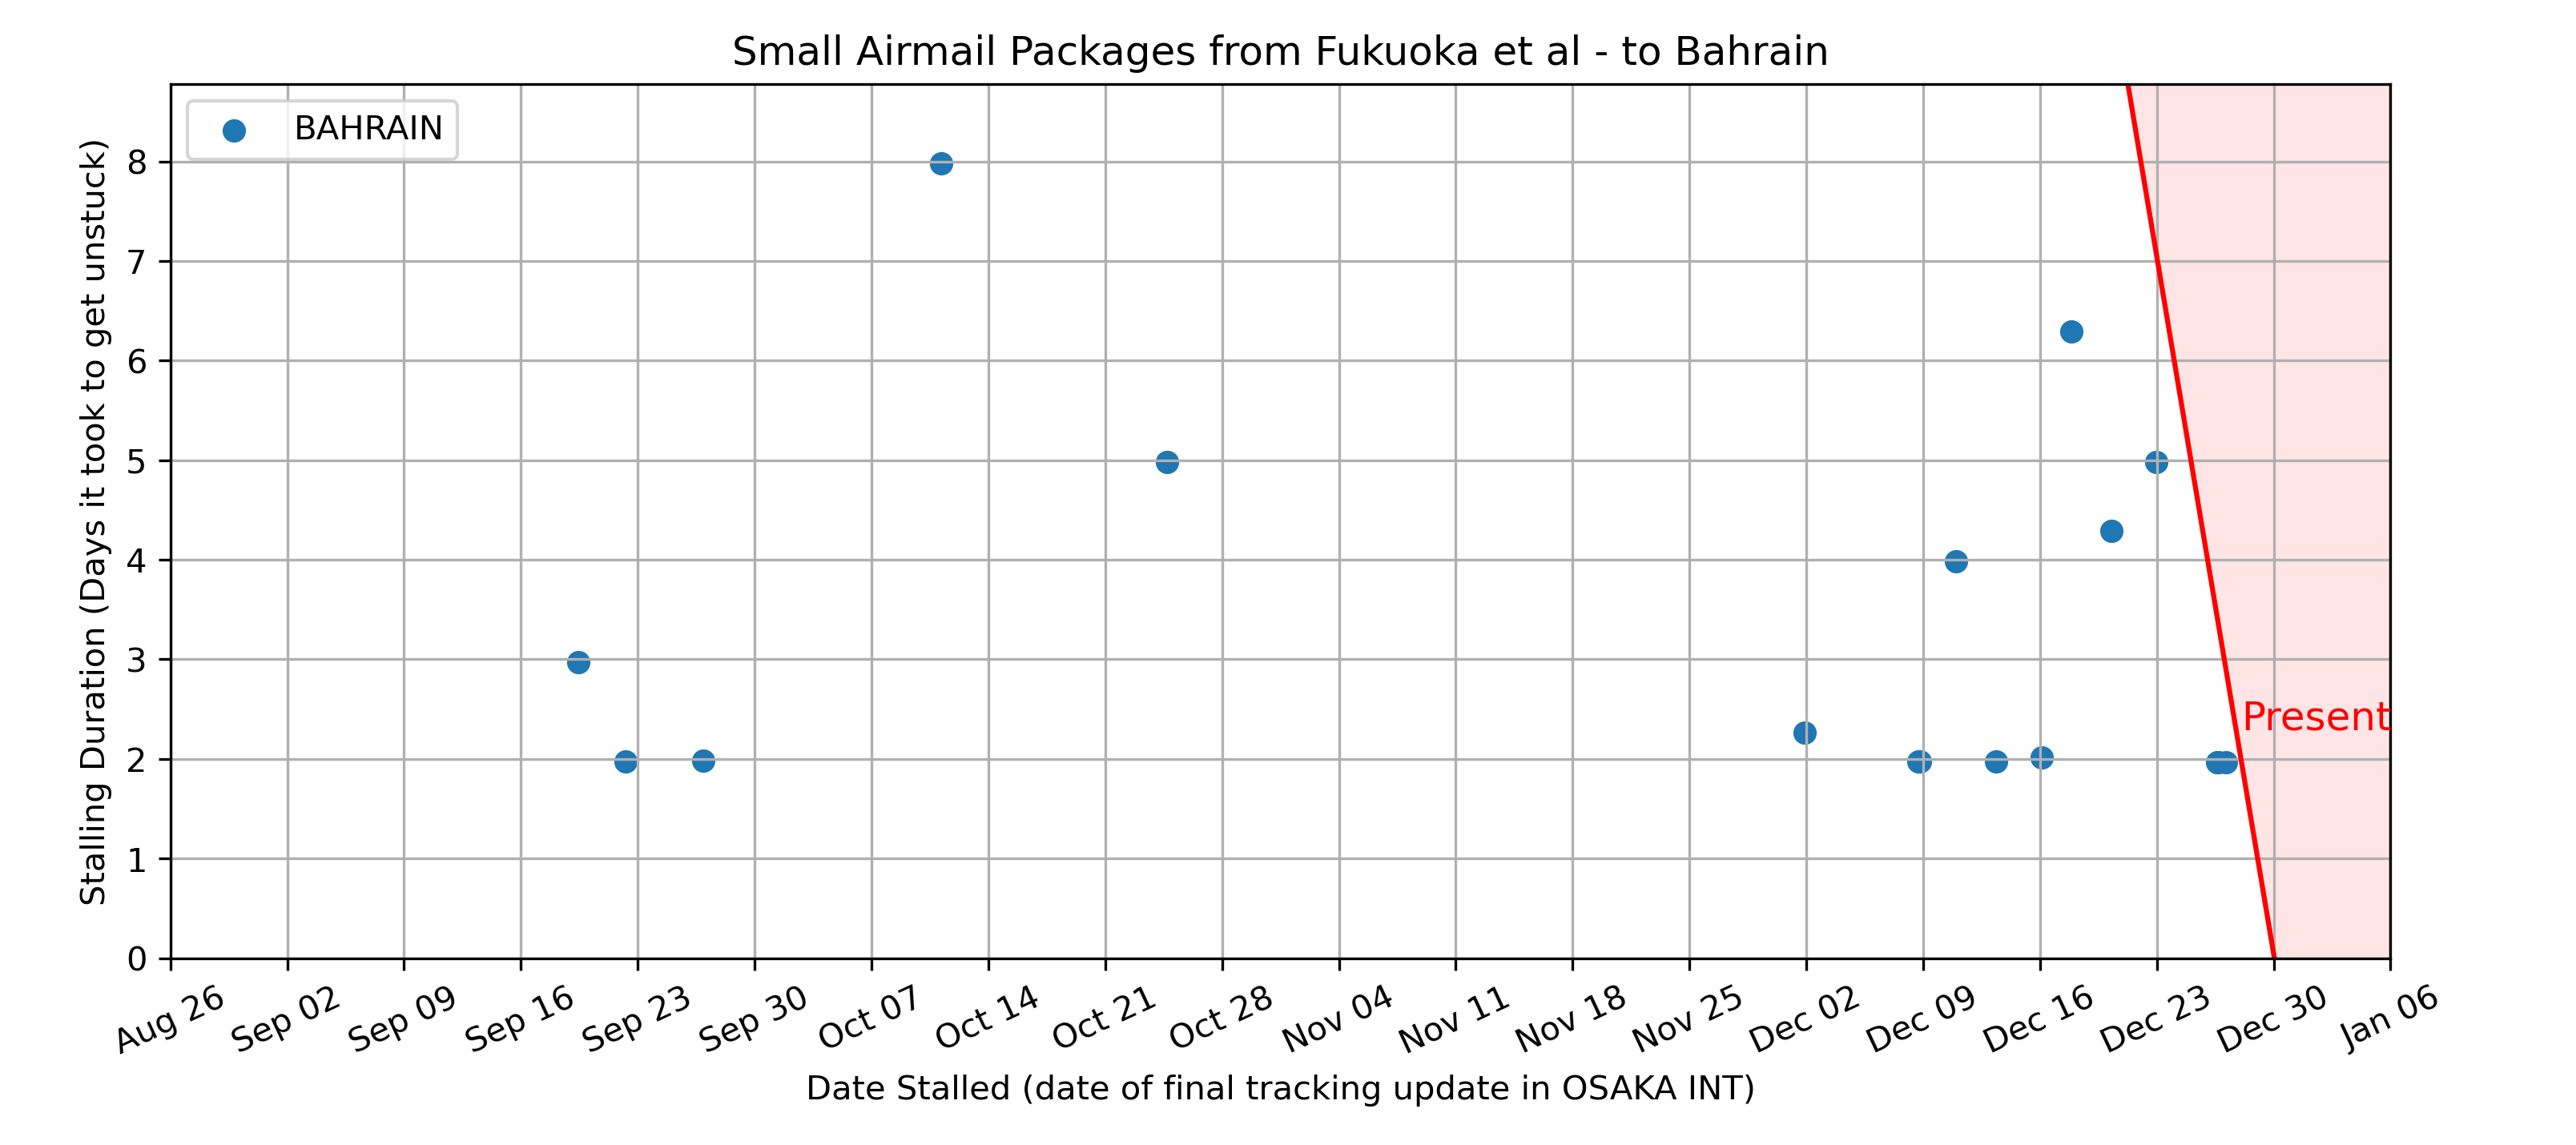 Small Airmail Packages from Fukuoka et al - to Bahrain
BAHRAIN
Stalling Duration (Days it took to get unstuck)
8
7
6
5
4
3
2
1
0
Present
Aug 26 Sep 02 Sep 09 Sep 16 Sep 23 Sep 30 Oct 07 Oct 14 Oct 21 Oct 28 Nov 04 Nov 11 Nov 18 Nov 25 Dec 02 Dec 09 Dec 16 Dec 23 Dec 30 Jan 06
Date Stalled (date of final tracking update in OSAKA INT)